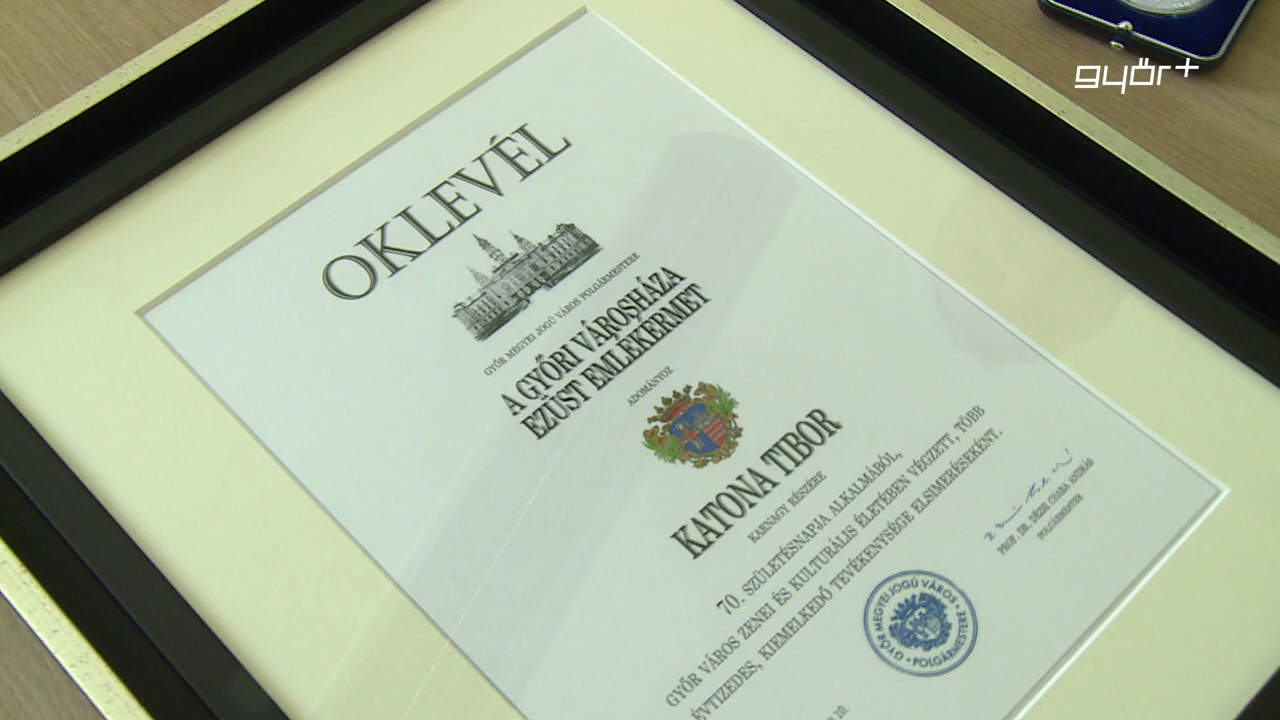 győr+
OKLEVÉL
GYŐR MEGYEI JOGÚ VÁROS POLGÁRMESTERE
A GYŐRI VÁROSHÁZA
EZÜST EMLÉKÉRMET
ADOMÁNYOZ
KATONA TIBOR
KARNAGY RÉSZÉRE
70. SZÜLETÉSNAPJA ALKALMÁBÓL,
GYŐR VÁROS ZENEI ÉS KULTURÁLIS ÉLETÉBEN VÉGZETT, TÖBB
ÉVTIZEDES, KIEMELKEDŐ TEVÉKENYSÉGE ELISMERÉSEKÉNT.
PROF. DR. DÉZSI CSABA ANDRÁS
POLGÁRMESTER
GYŐR MEGYEI JOGÚ VÁROS • POLGÁRMESTERE •
10.